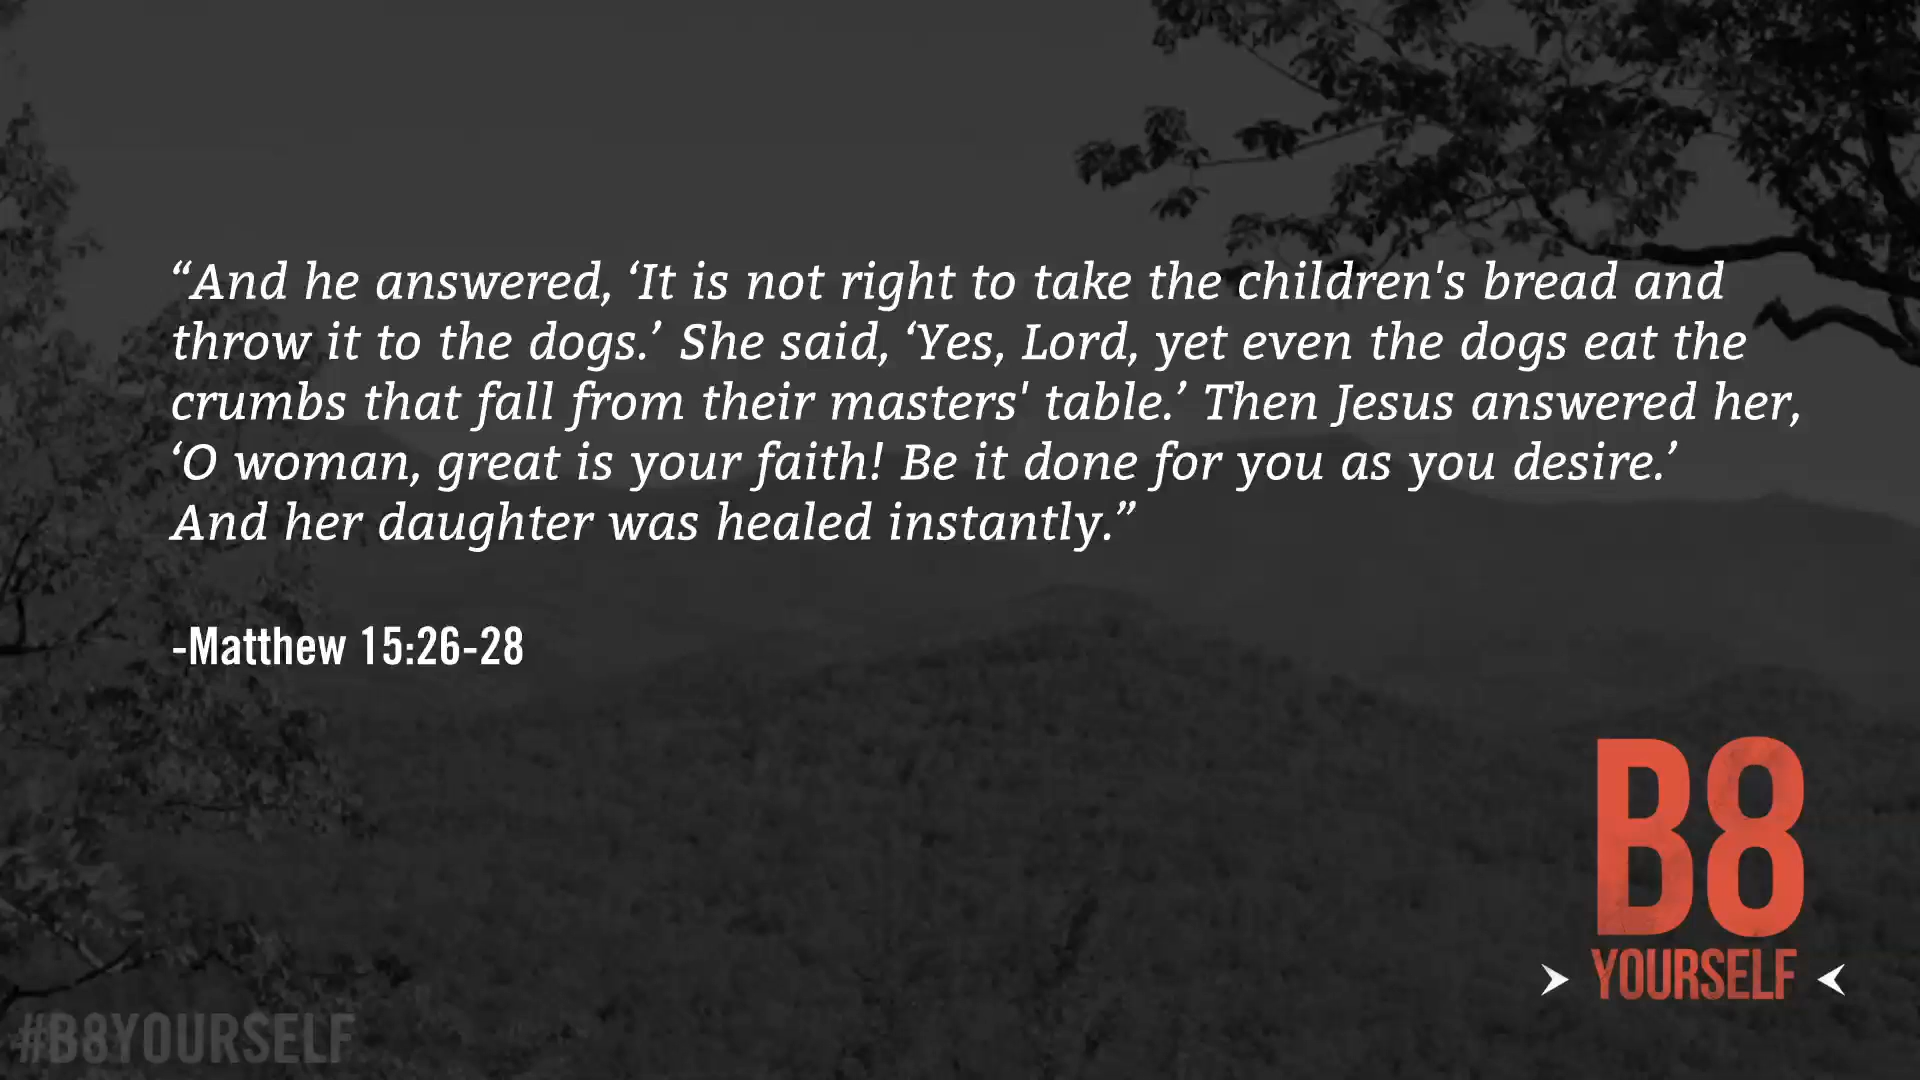 “And he answered, ‘It is not right to take the children's bread and
throw it to the dogs.’ She said, ‘Yes, Lord, yet even the dogs eat the
crumbs that fall from their masters' table.’ Then Jesus answered her,
‘O woman, great is your faith! Be it done for you as you desire.’
And her daughter was healed instantly.”
-Matthew 15:26-28
B8
YOURSELF
#B8YOURSELF